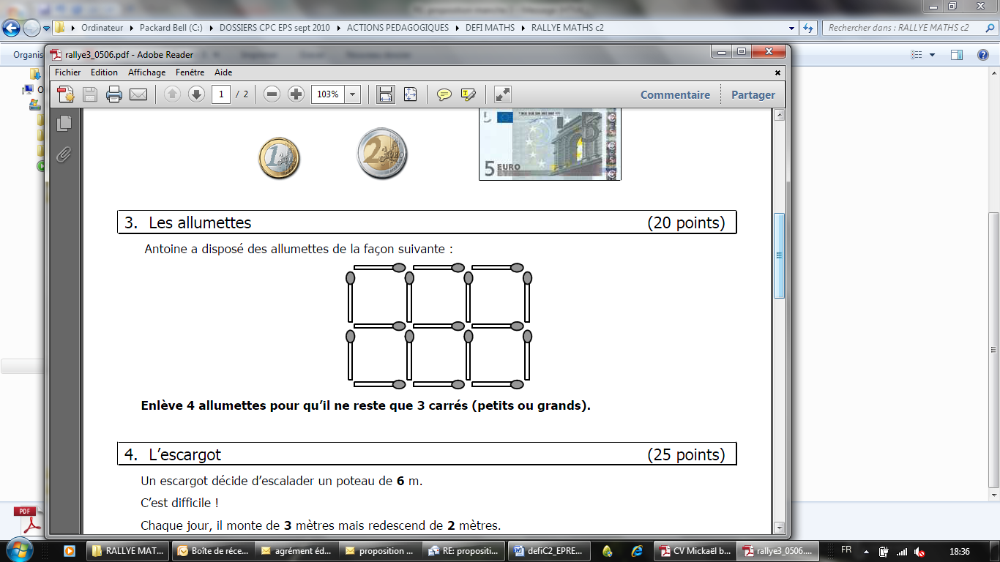 Ordinateur ▸ Packard Bell (C:) ▸ DOSSIERS CPC EPS sept 2010 ▸ ACTIONS PEDAGOGIQUES ▸ DEFI MATHS ▸ RALLYE MATHS c2
Rechercher dans : RALLYE MATHS c2
Organis
rallye3_0506.pdf - Adobe Reader
Fichier Edition Affichage Fenêtre Aide
1 / 2 103% Commentaire Partager
1 2 5
5 EURO
3. Les allumettes (20 points)
Antoine a disposé des allumettes de la façon suivante :
Enlève 4 allumettes pour qu'il ne reste que 3 carrés (petits ou grands).
4. L'escargot (25 points)
Un escargot décide d'escalader un poteau de 6 m.
C'est difficile !
Chaque jour, il monte de 3 mètres mais redescend de 2 mètres.
PDF
RALLYE MAT... Boîte de réce... agrément éd... proposition ... RE: propositi... defiC2_EPRE... CV Mickaël b... rallye3_0506.... FR 18:36